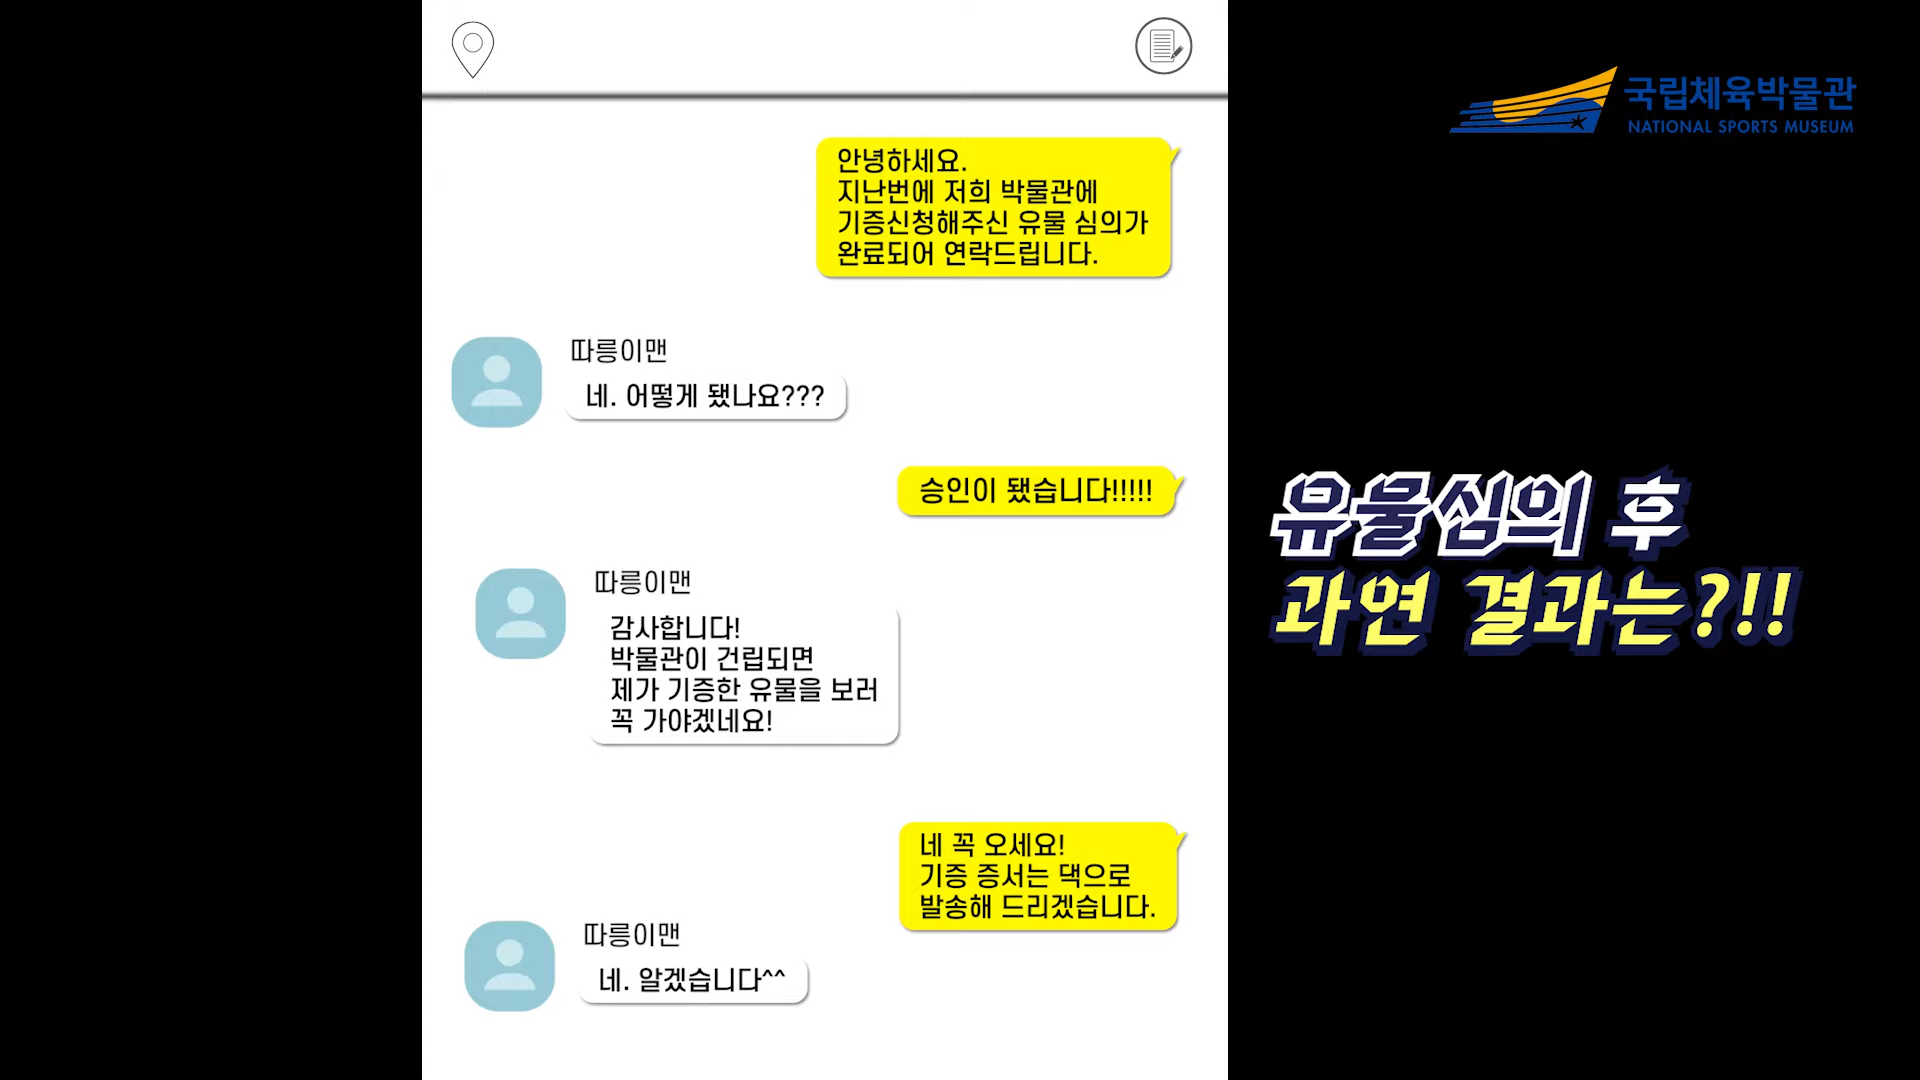 국립체육박물관
NATIONAL SPORTS MUSEUM
안녕하세요.
지난번에 저희 박물관에
기증신청해주신 유물 심의가
완료되어 연락드립니다.
따릉이맨
네. 어떻게 됐나요???
승인이 됐습니다!!!!!
따릉이맨
감사합니다!
박물관이 건립되면
제가 기증한 유물을 보러
꼭 가야겠네요!
네 꼭 오세요!
기증 증서는 댁으로
발송해 드리겠습니다.
따릉이맨
네. 알겠습니다^^
유물심의 후
과연 결과는?!!